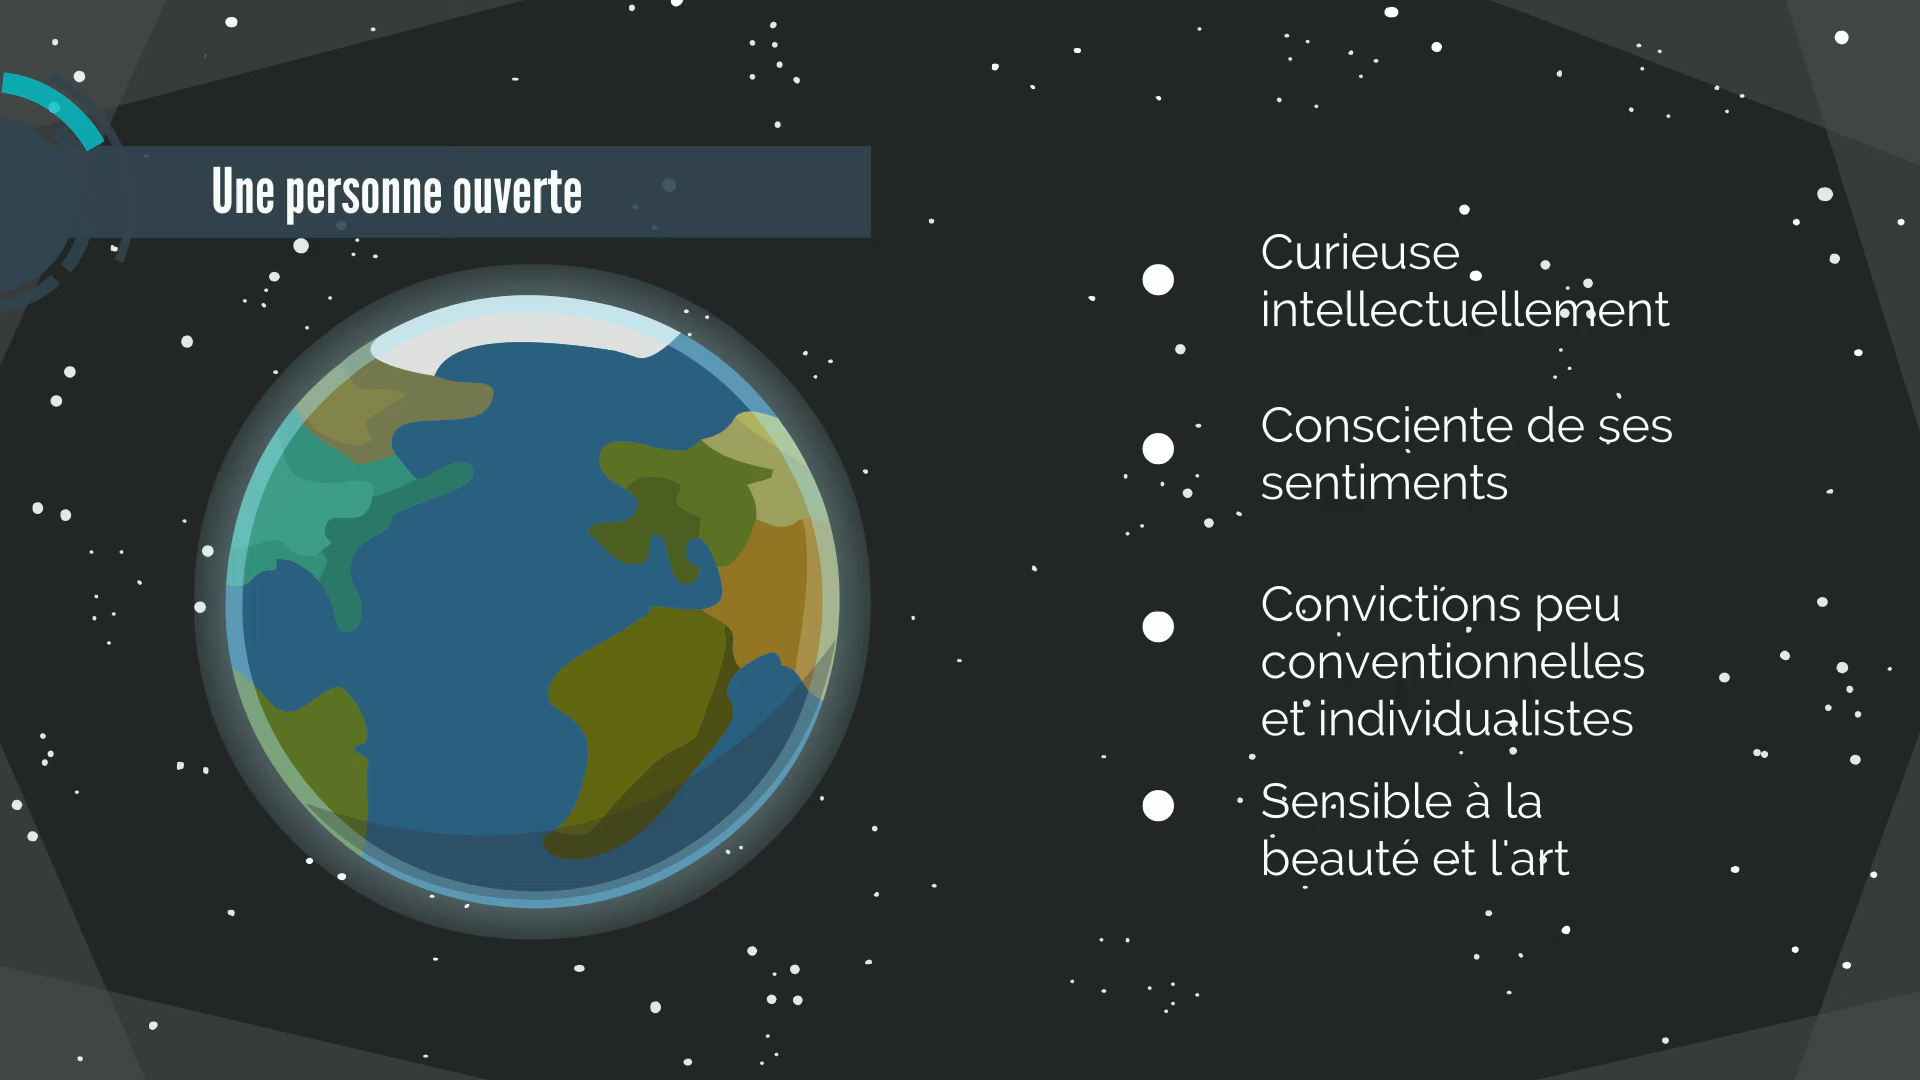 Une personne ouverte
Curieuse
intellectuellement
Consciente de ses
sentiments
Convictions peu
conventionnelles
et individualistes
Sensible à la
beauté et l'art